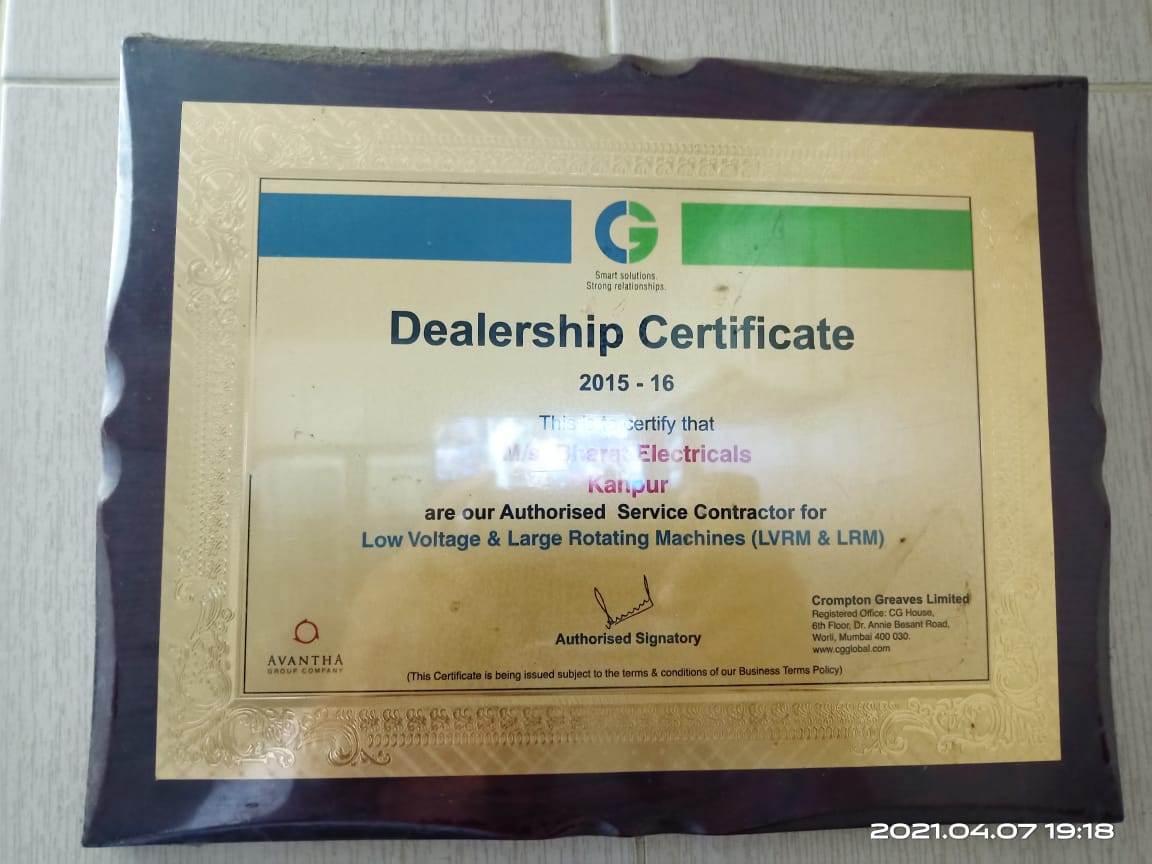 CG
Smart solutions.
Strong relationships.
Dealership Certificate
2015 - 16
This is to certify that
M/s. Bharat Electricals
Kanpur
are our Authorised Service Contractor for
Low Voltage & Large Rotating Machines (LVRM & LRM)
Authorised Signatory
Crompton Greaves Limited
Registered Office: CG House,
6th Floor, Dr. Annie Besant Road,
Worli, Mumbai 400 030.
www.cgglobal.com
AVANTHA
GROUP COMPANY
(This Certificate is being issued subject to the terms & conditions of our Business Terms Policy)
2021.04.07 19:18